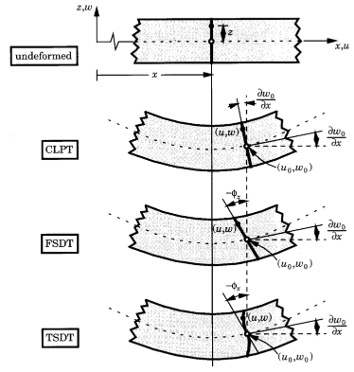 z,w
z
x,u
undeformed
x
∂w₀
∂x
(u,w)
∂w₀
∂x
CLPT
(u₀,w₀)
-ϕₓ
(u,w)
∂w₀
∂x
FSDT
(u₀,w₀)
-ϕₓ
(u,w)
∂w₀
∂x
TSDT
(u₀,w₀)